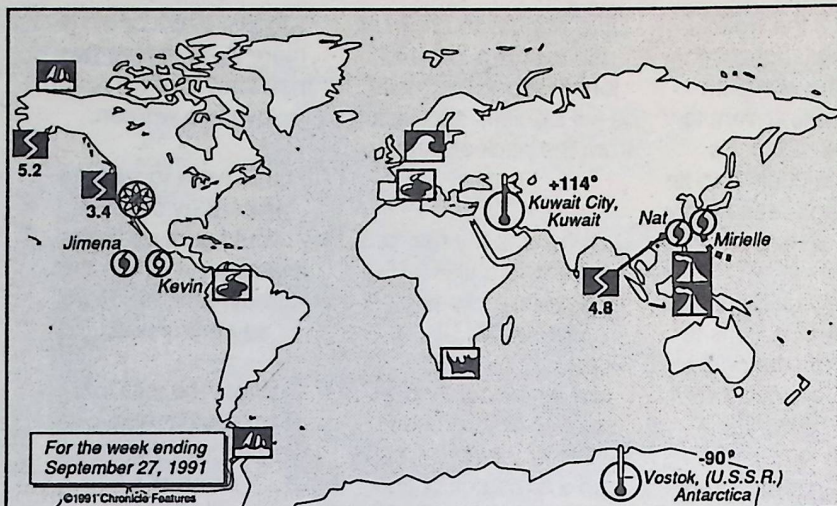 5.2
3.4
Jimena
Kevin
+114°
Kuwait City,
Kuwait
Nat
Mirielle
4.8
For the week ending
September 27, 1991
©1991 Chronicle Features
-90°
Vostok, (U.S.S.R.)
Antarctica